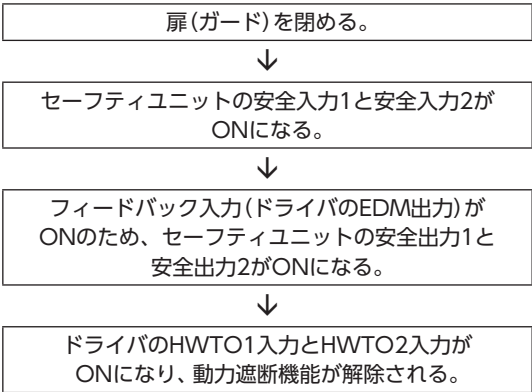 扉(ガード)を閉める。
↓
セーフティユニットの安全入力1と安全入力2が
ONになる。
↓
フィードバック入力(ドライバのEDM出力)が
ONのため、セーフティユニットの安全出力1と
安全出力2がONになる。
↓
ドライバのHWTO1入力とHWTO2入力が
ONになり、動力遮断機能が解除される。